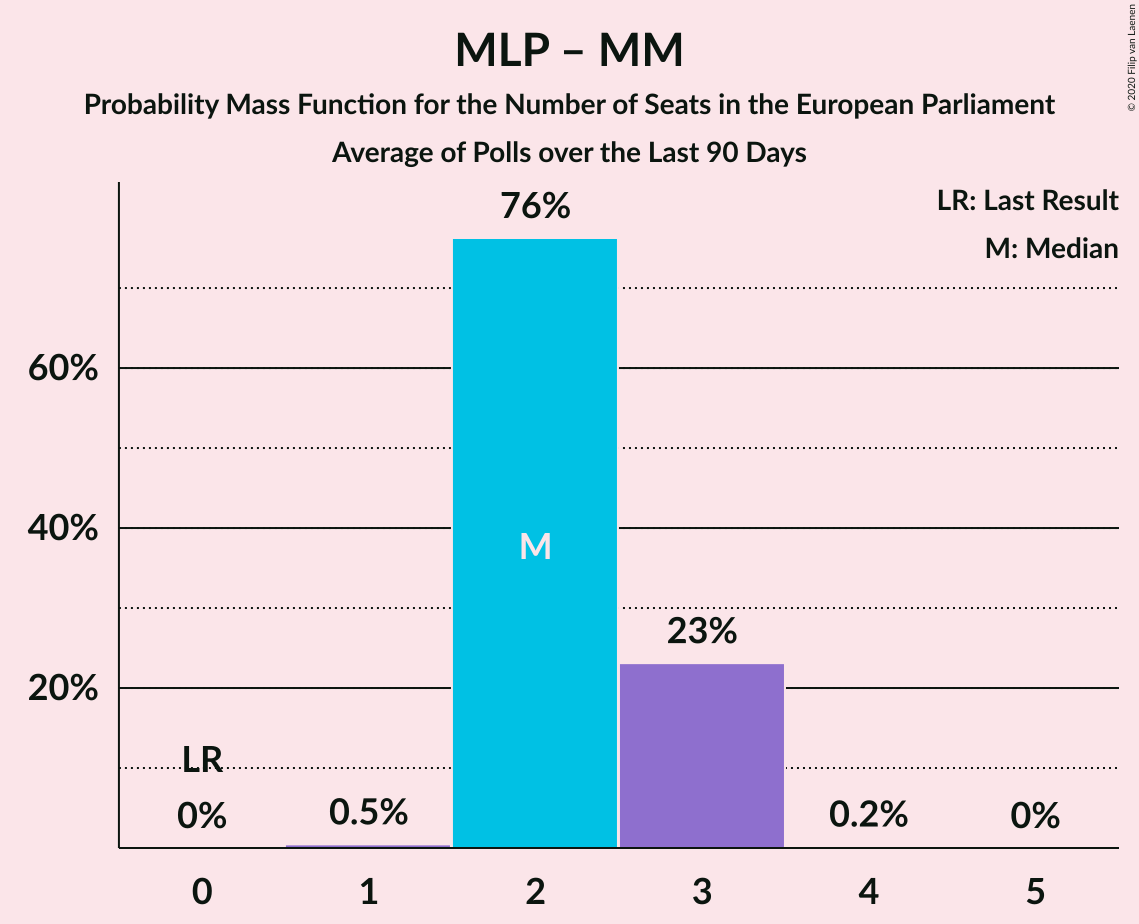 MLP – MM
Probability Mass Function for the Number of Seats in the European Parliament
Average of Polls over the Last 90 Days
© 2020 Filip van Laenen
LR: Last Result
M: Median
76%
60%
40%
M
23%
20%
LR
0%
0.5%
0.2%
0%
0 1 2 3 4 5